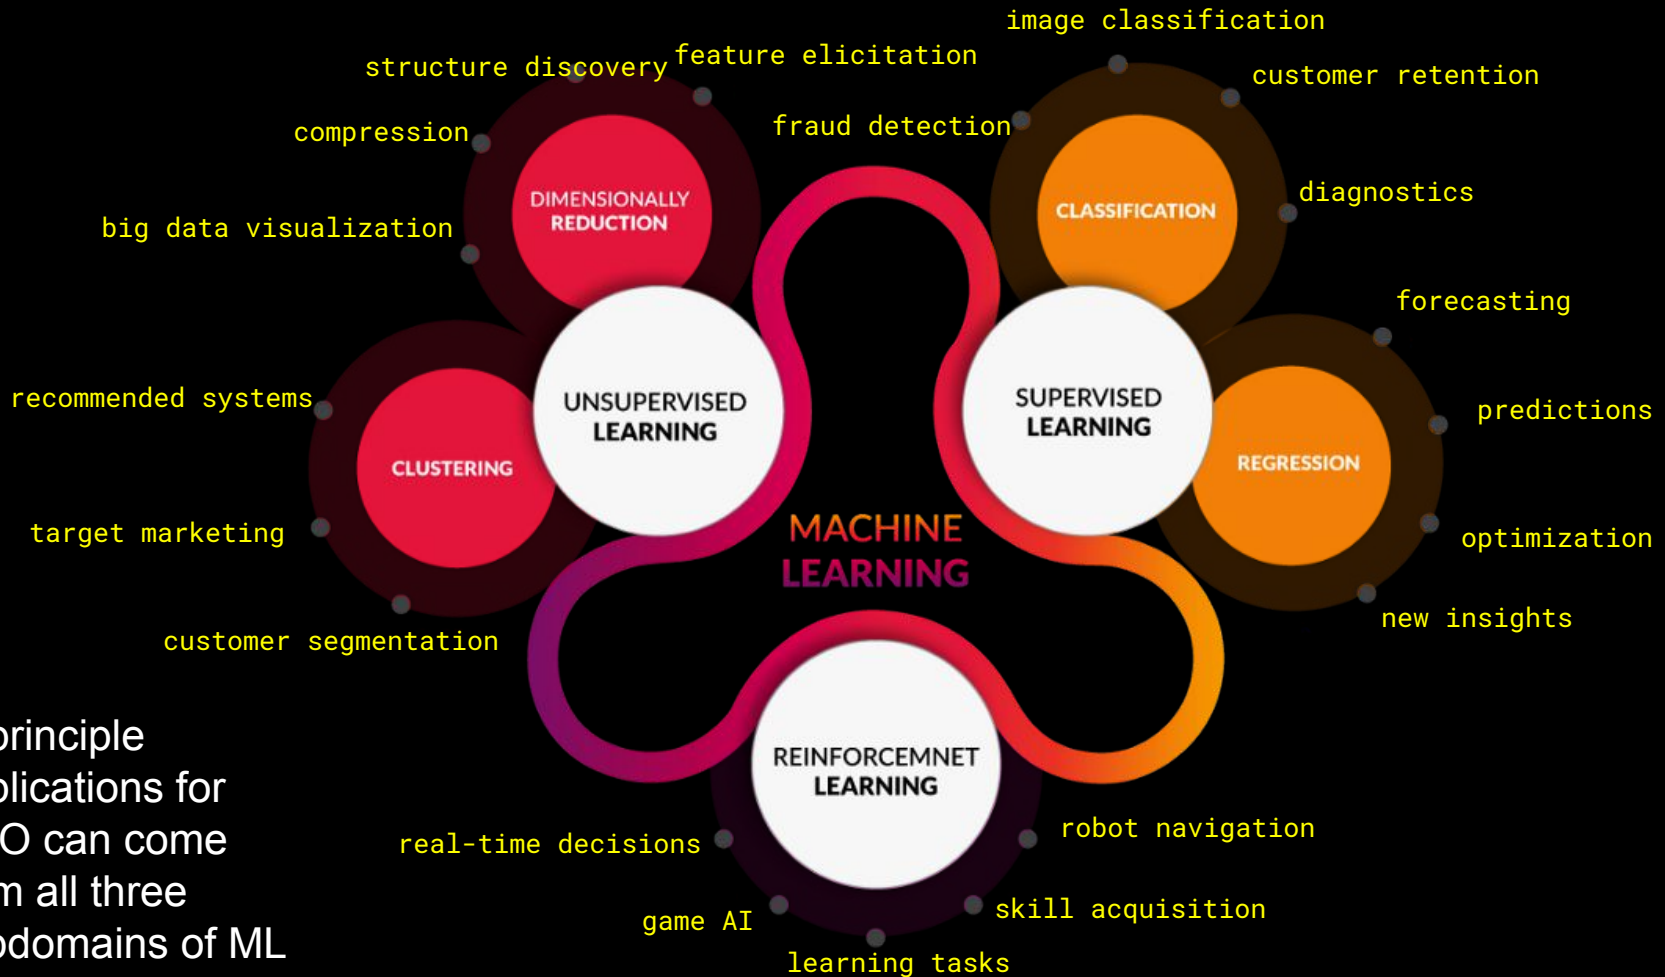 image classification
structure discovery
feature elicitation
customer retention
compression
fraud detection
DIMENSIONALLY
REDUCTION
CLASSIFICATION
diagnostics
big data visualization
forecasting
recommended systems
UNSUPERVISED
LEARNING
SUPERVISED
LEARNING
predictions
CLUSTERING
REGRESSION
target marketing
MACHINE
LEARNING
optimization
customer segmentation
new insights
principle
plications for
O can come
m all three
odomains of ML
REINFORCEMNET
LEARNING
real-time decisions
robot navigation
game AI
skill acquisition
learning tasks